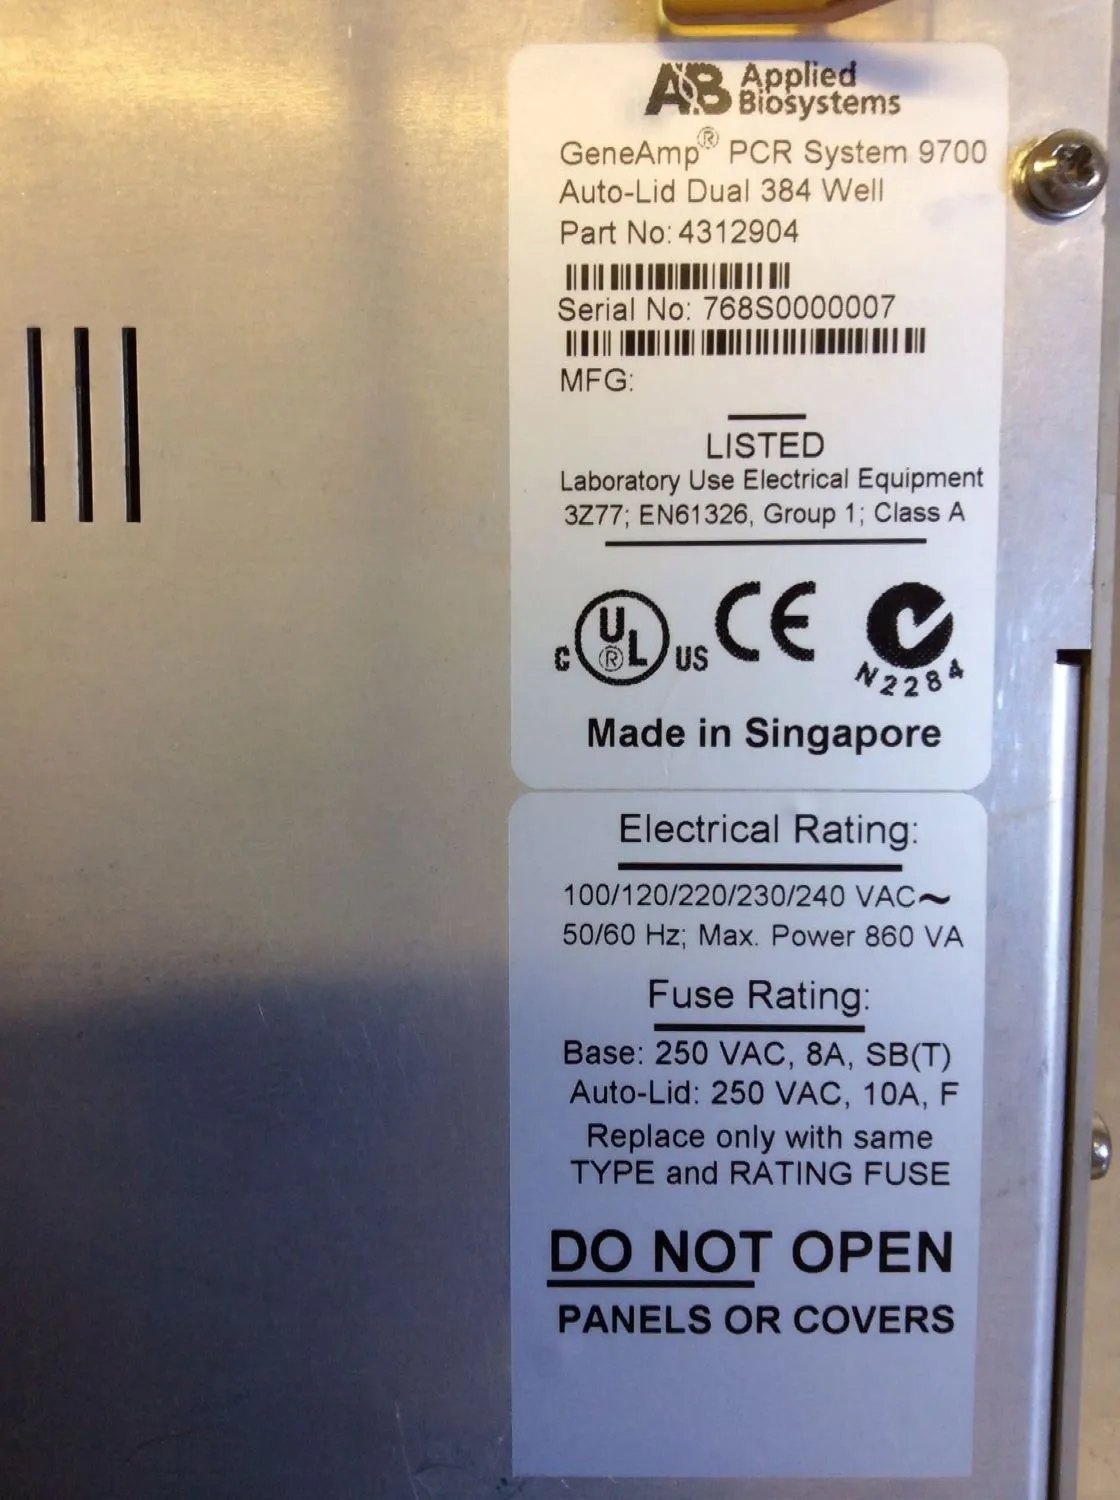 AB Applied
Biosystems
GeneAmp® PCR System 9700
Auto-Lid Dual 384 Well
Part No: 4312904
Serial No: 768S0000007
MFG:
LISTED
Laboratory Use Electrical Equipment
3Z77; EN61326, Group 1; Class A
C UL® US CE
N2284
Made in Singapore
Electrical Rating:
100/120/220/230/240 VAC~
50/60 Hz; Max. Power 860 VA
Fuse Rating:
Base: 250 VAC, 8A, SB(T)
Auto-Lid: 250 VAC, 10A, F
Replace only with same
TYPE and RATING FUSE
DO NOT OPEN
PANELS OR COVERS